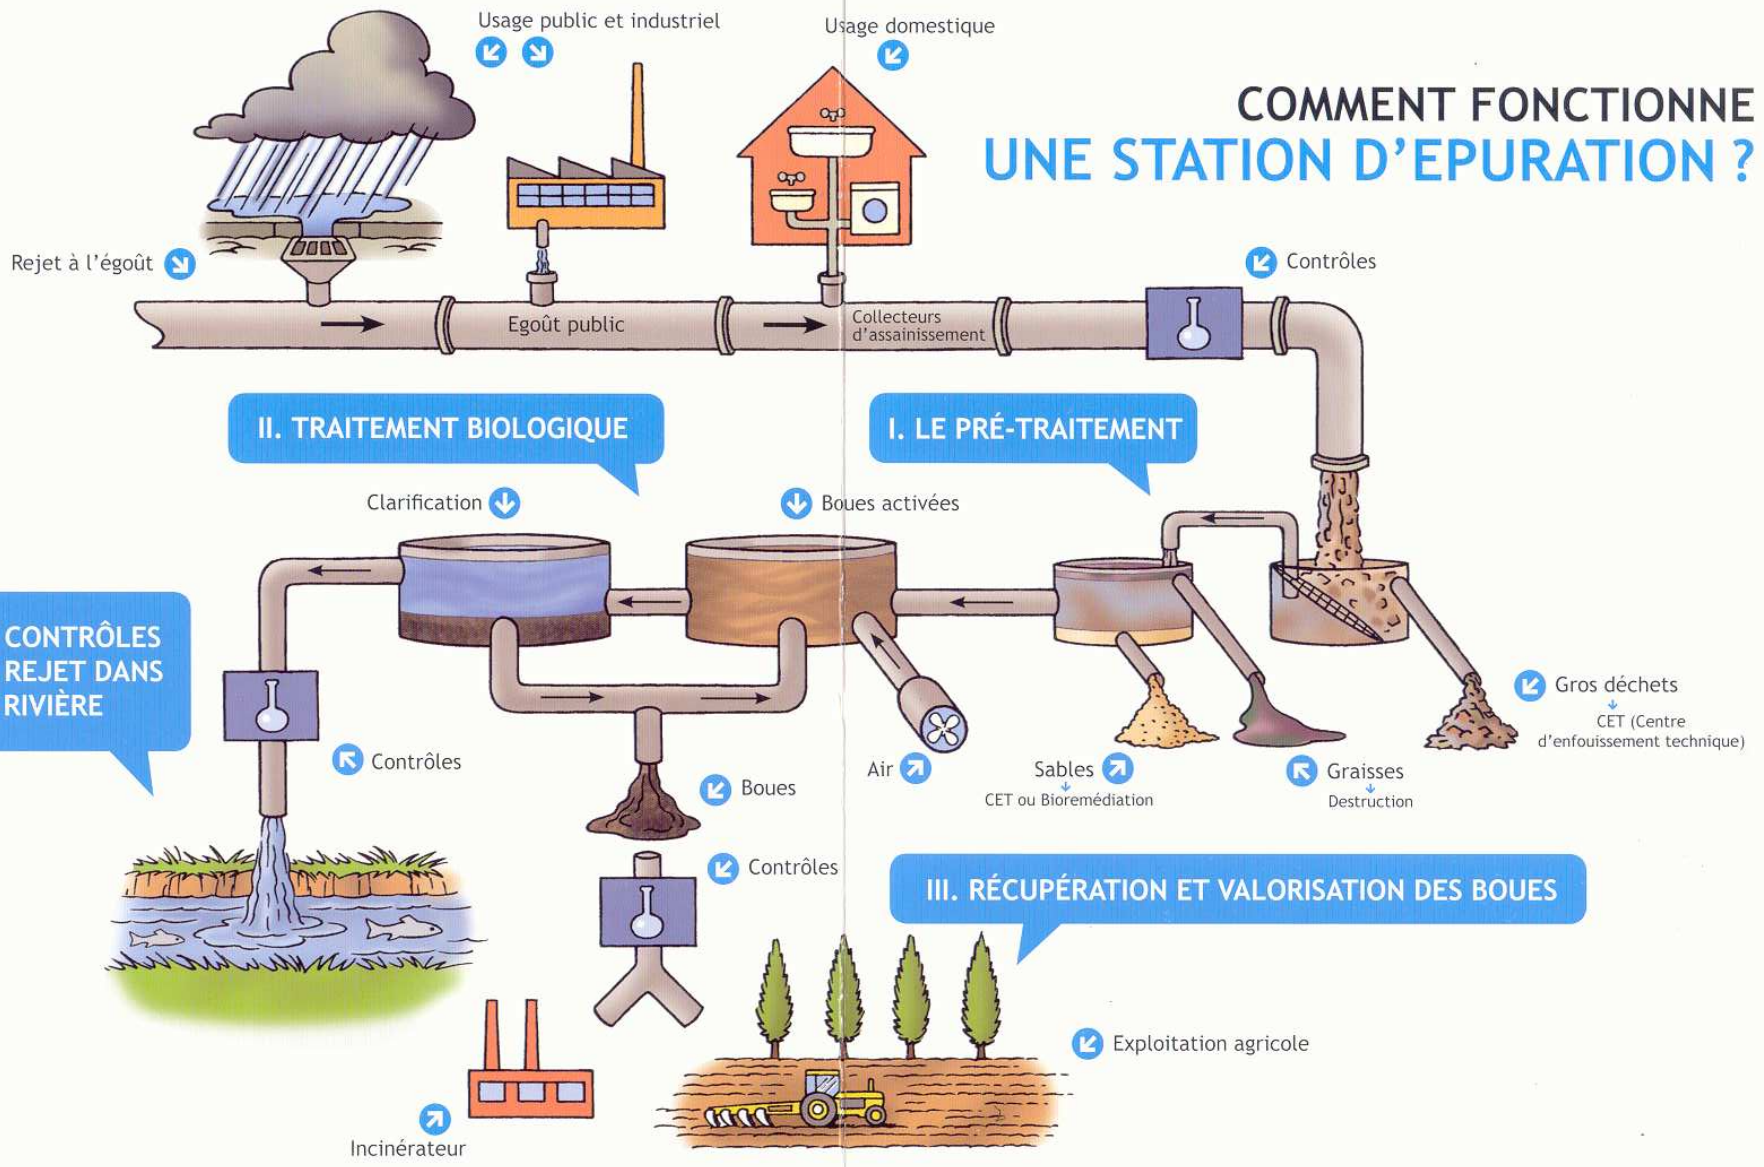 Usage public et industriel
Usage domestique
COMMENT FONCTIONNE
UNE STATION D'EPURATION ?
Rejet à l'égoût
Contrôles
Egoût public
Collecteurs
d'assainissement
II. TRAITEMENT BIOLOGIQUE
I. LE PRÉ-TRAITEMENT
Clarification
Boues activées
CONTRÔLES
REJET DANS
RIVIÈRE
Gros déchets
CET (Centre
d'enfouissement technique)
Contrôles
Air
Sables
CET ou Bioremédiation
Graisses
Destruction
Boues
Contrôles
III. RÉCUPÉRATION ET VALORISATION DES BOUES
Exploitation agricole
Incinérateur